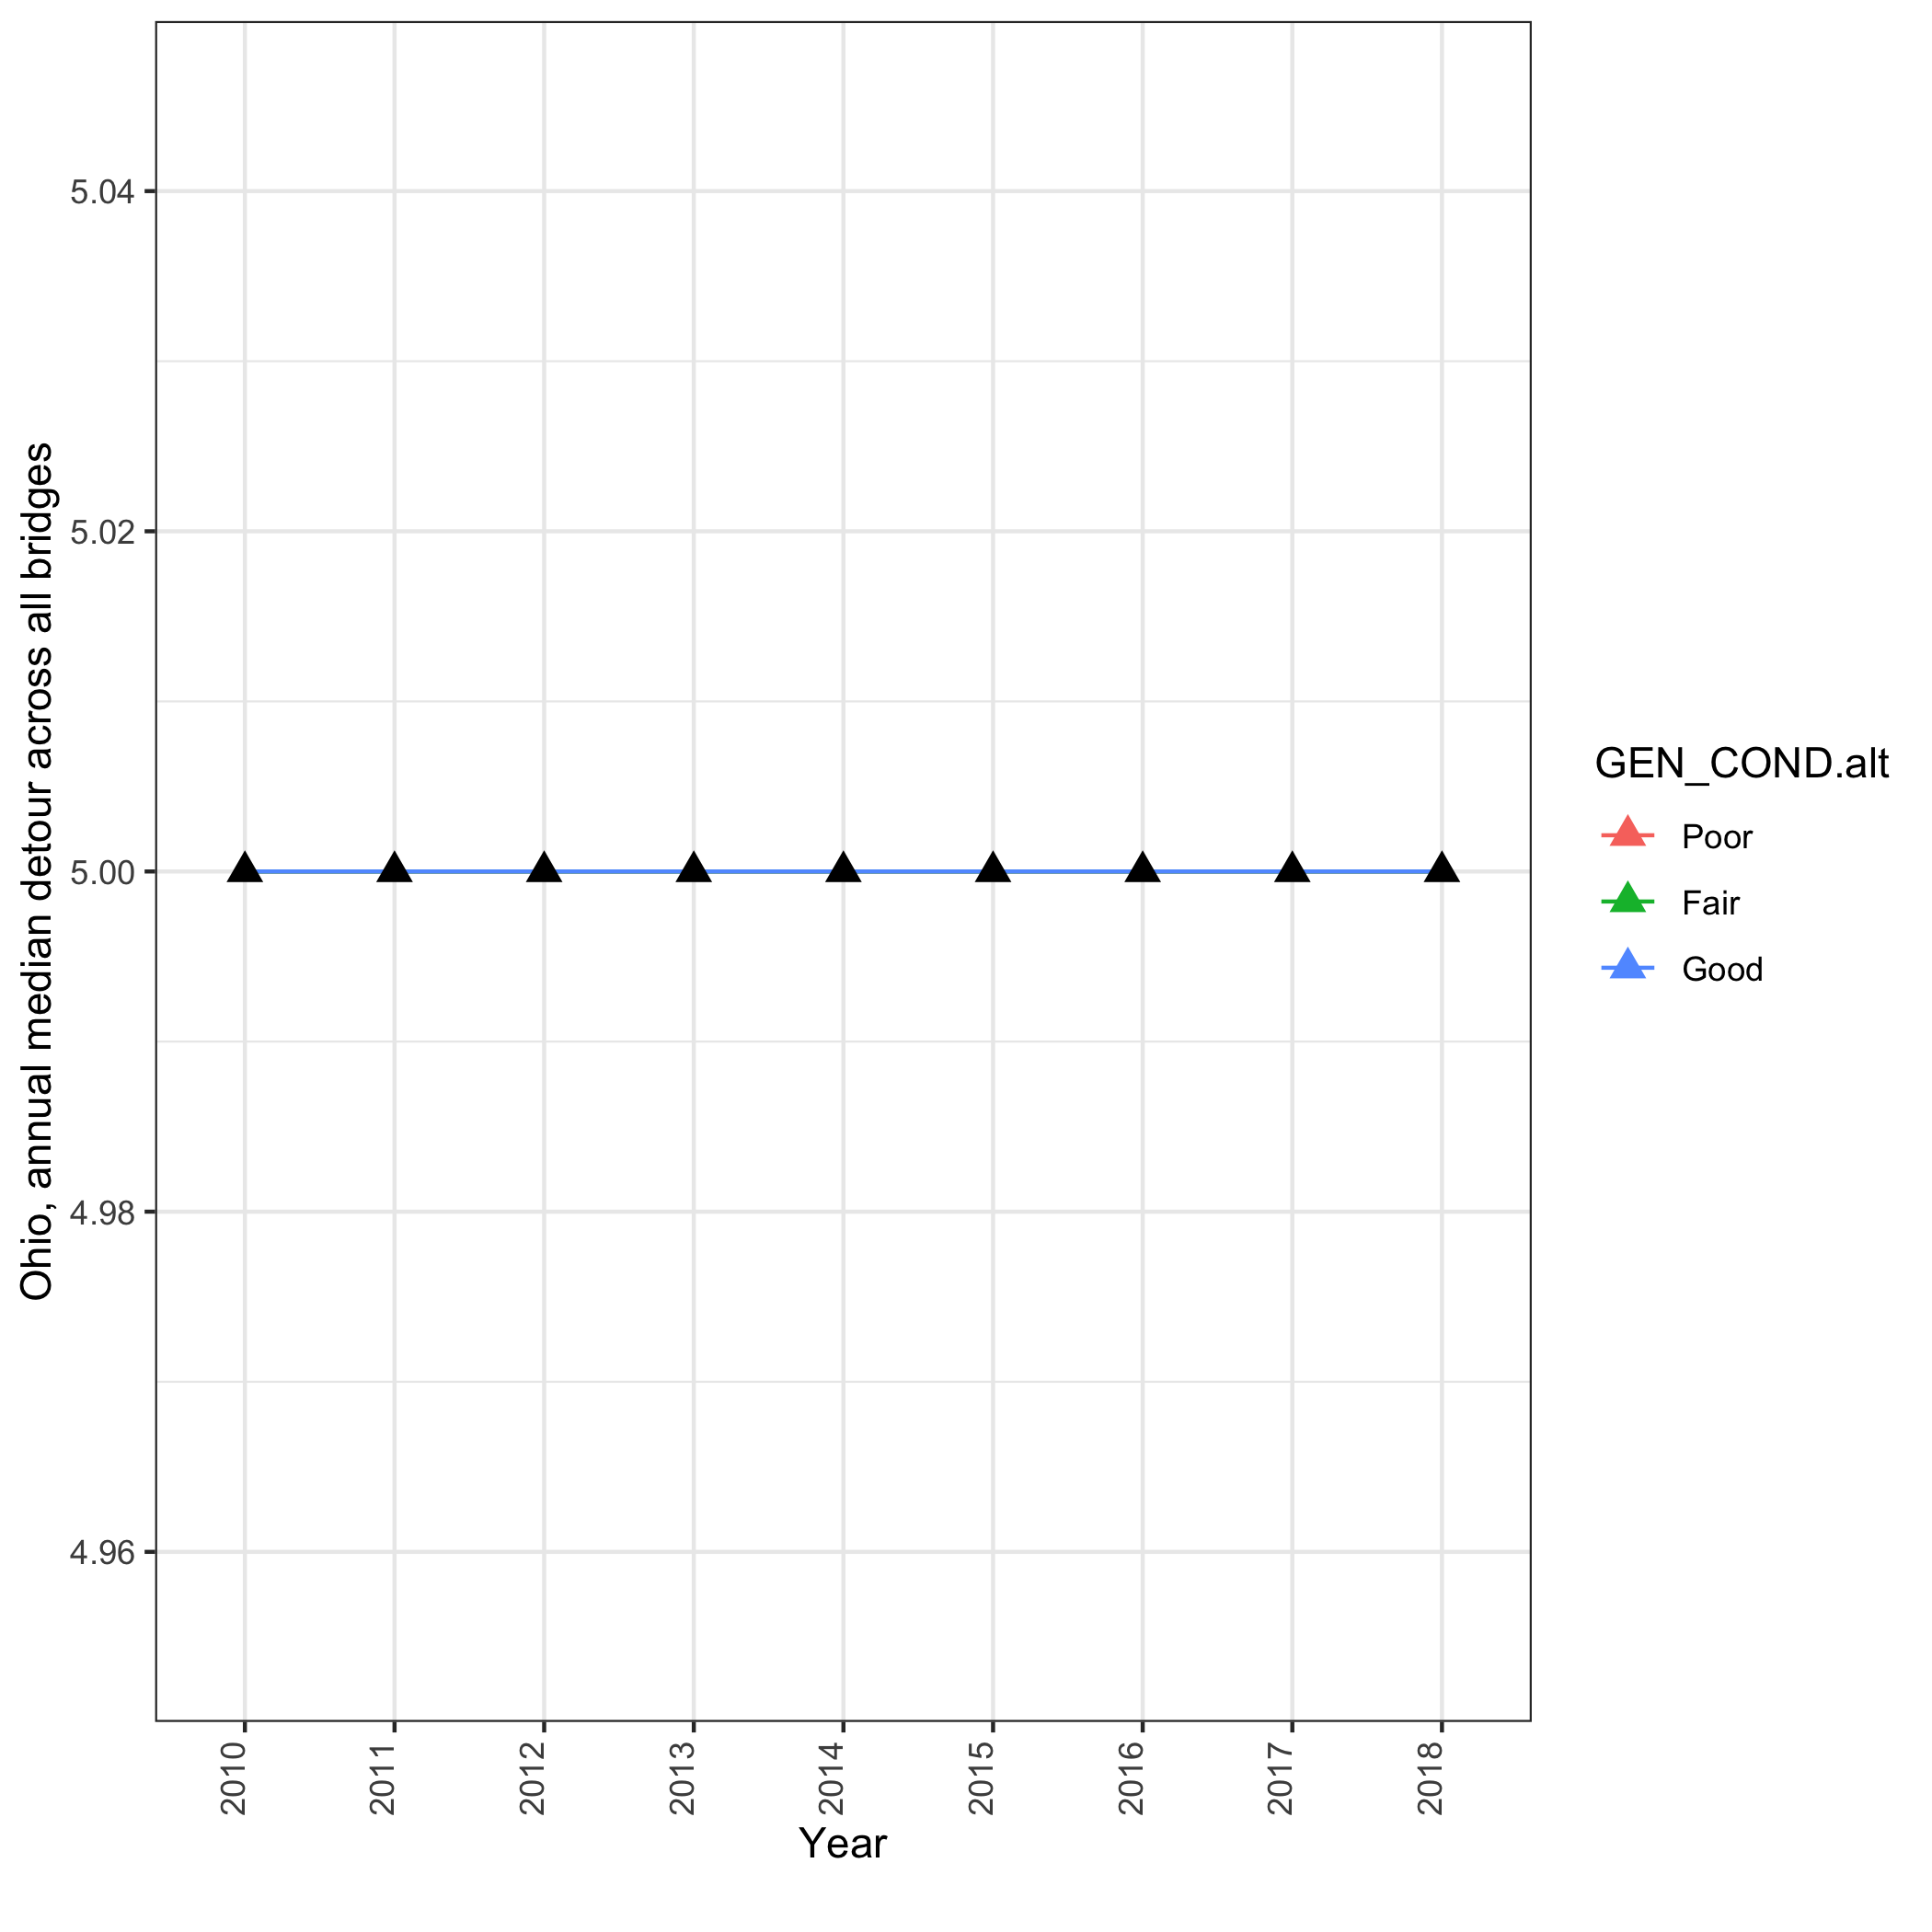 Ohio, annual median detour across all bridges
5.04
5.02
5.00
4.98
4.96
2010
2011
2012
2013
2014
2015
2016
2017
2018
Year
GEN_COND.alt
Poor
Fair
Good